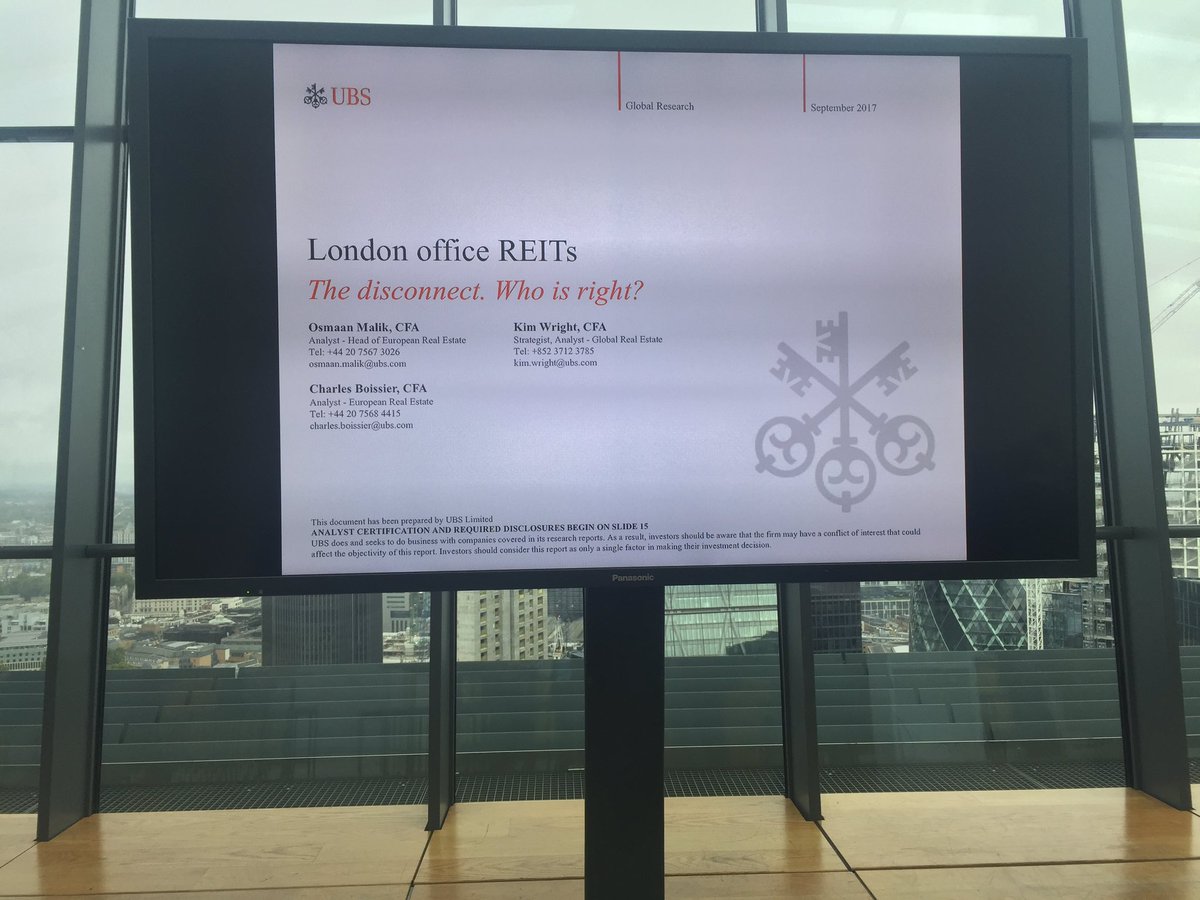 UBS
Global Research
September 2017
London office REITs
The disconnect. Who is right?
Osmaan Malik, CFA
Analyst - Head of European Real Estate
Tel: +44 20 7567 3026
osmaan.malik@ubs.com
Kim Wright, CFA
Strategist, Analyst - Global Real Estate
Tel: +852 3712 3785
kim.wright@ubs.com
Charles Boissier, CFA
Analyst - European Real Estate
Tel: +44 20 7568 4415
charles.boissier@ubs.com
This document has been prepared by UBS Limited
ANALYST CERTIFICATION AND REQUIRED DISCLOSURES BEGIN ON SLIDE 15
UBS does and seeks to do business with companies covered in its research reports. As a result, investors should be aware that the firm may have a conflict of interest that could
affect the objectivity of this report. Investors should consider this report as only a single factor in making their investment decision.
Panasonic